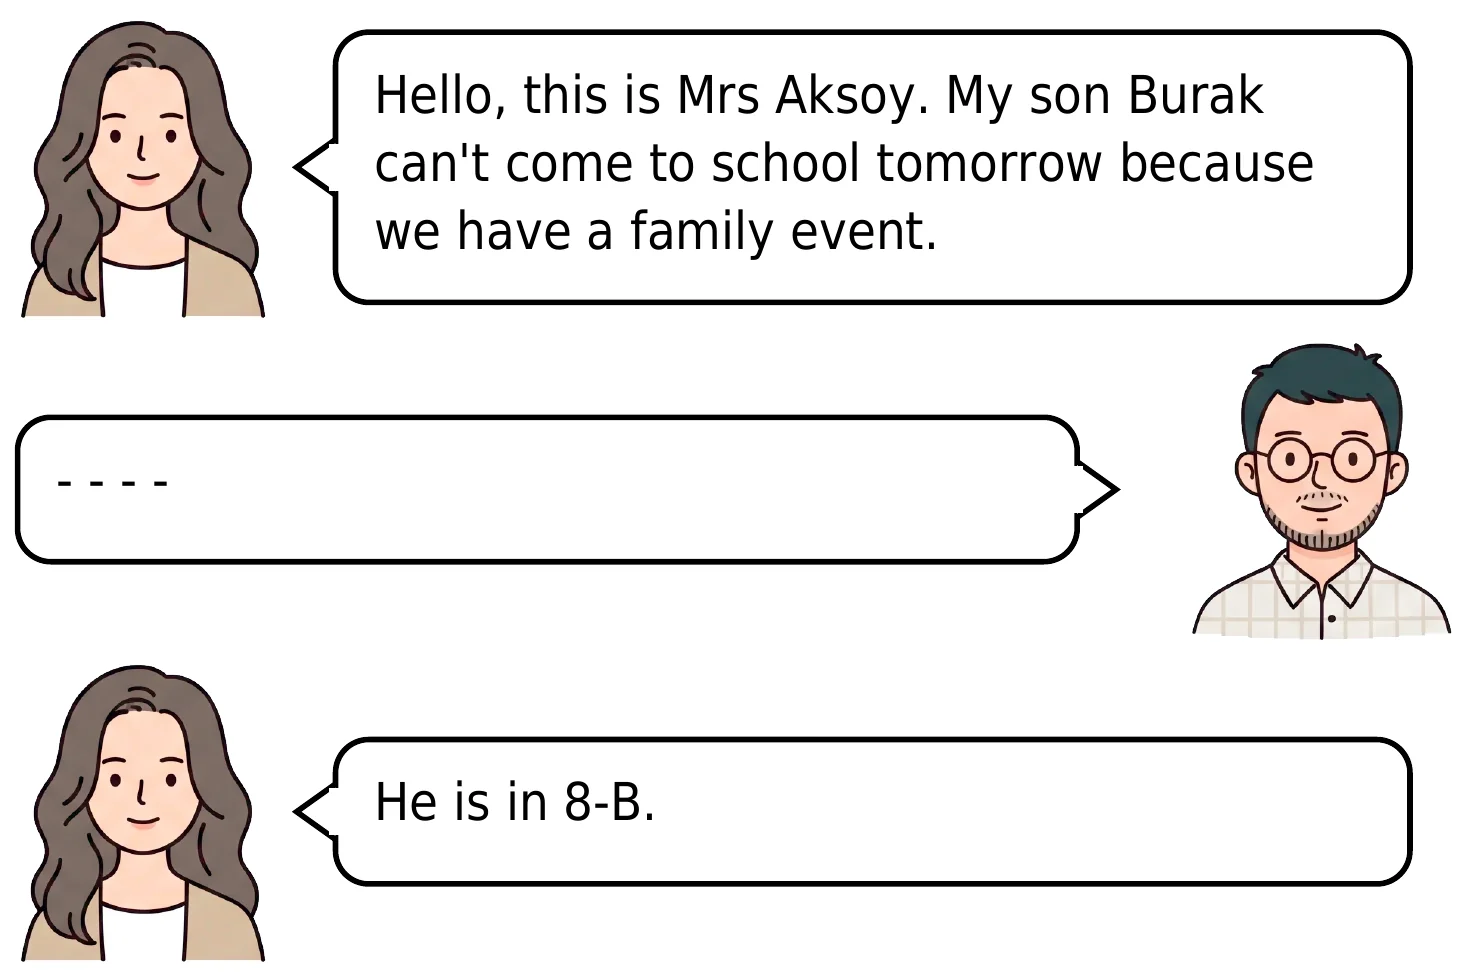 Hello, this is Mrs Aksoy. My son Burak
can't come to school tomorrow because
we have a family event.
- - - -
He is in 8-B.